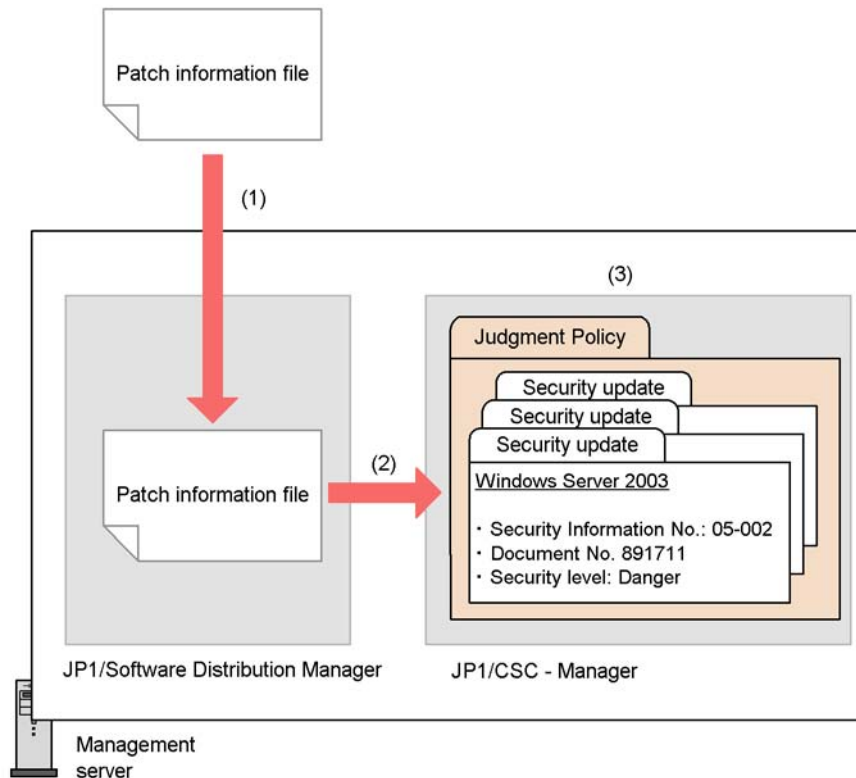 Patch information file
(1)
(3)
Judgment Policy
Security update
Security update
Security update
Windows Server 2003
・Security Information No.: 05-002
・Document No. 891711
・Security level: Danger
Patch information file
(2)
JP1/Software Distribution Manager
JP1/CSC - Manager
Management
server